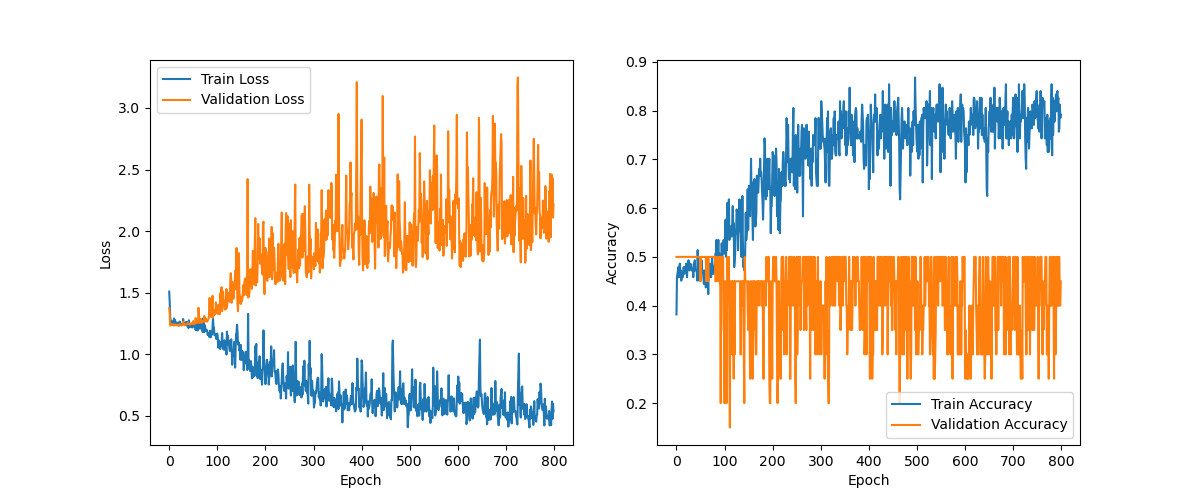 Train Loss
Validation Loss
3.0
2.5
2.0
1.5
1.0
0.5
Loss
0 100 200 300 400 500 600 700 800
Epoch
0.9
0.8
0.7
0.6
0.5
0.4
0.3
0.2
Accuracy
Train Accuracy
Validation Accuracy
0 100 200 300 400 500 600 700 800
Epoch